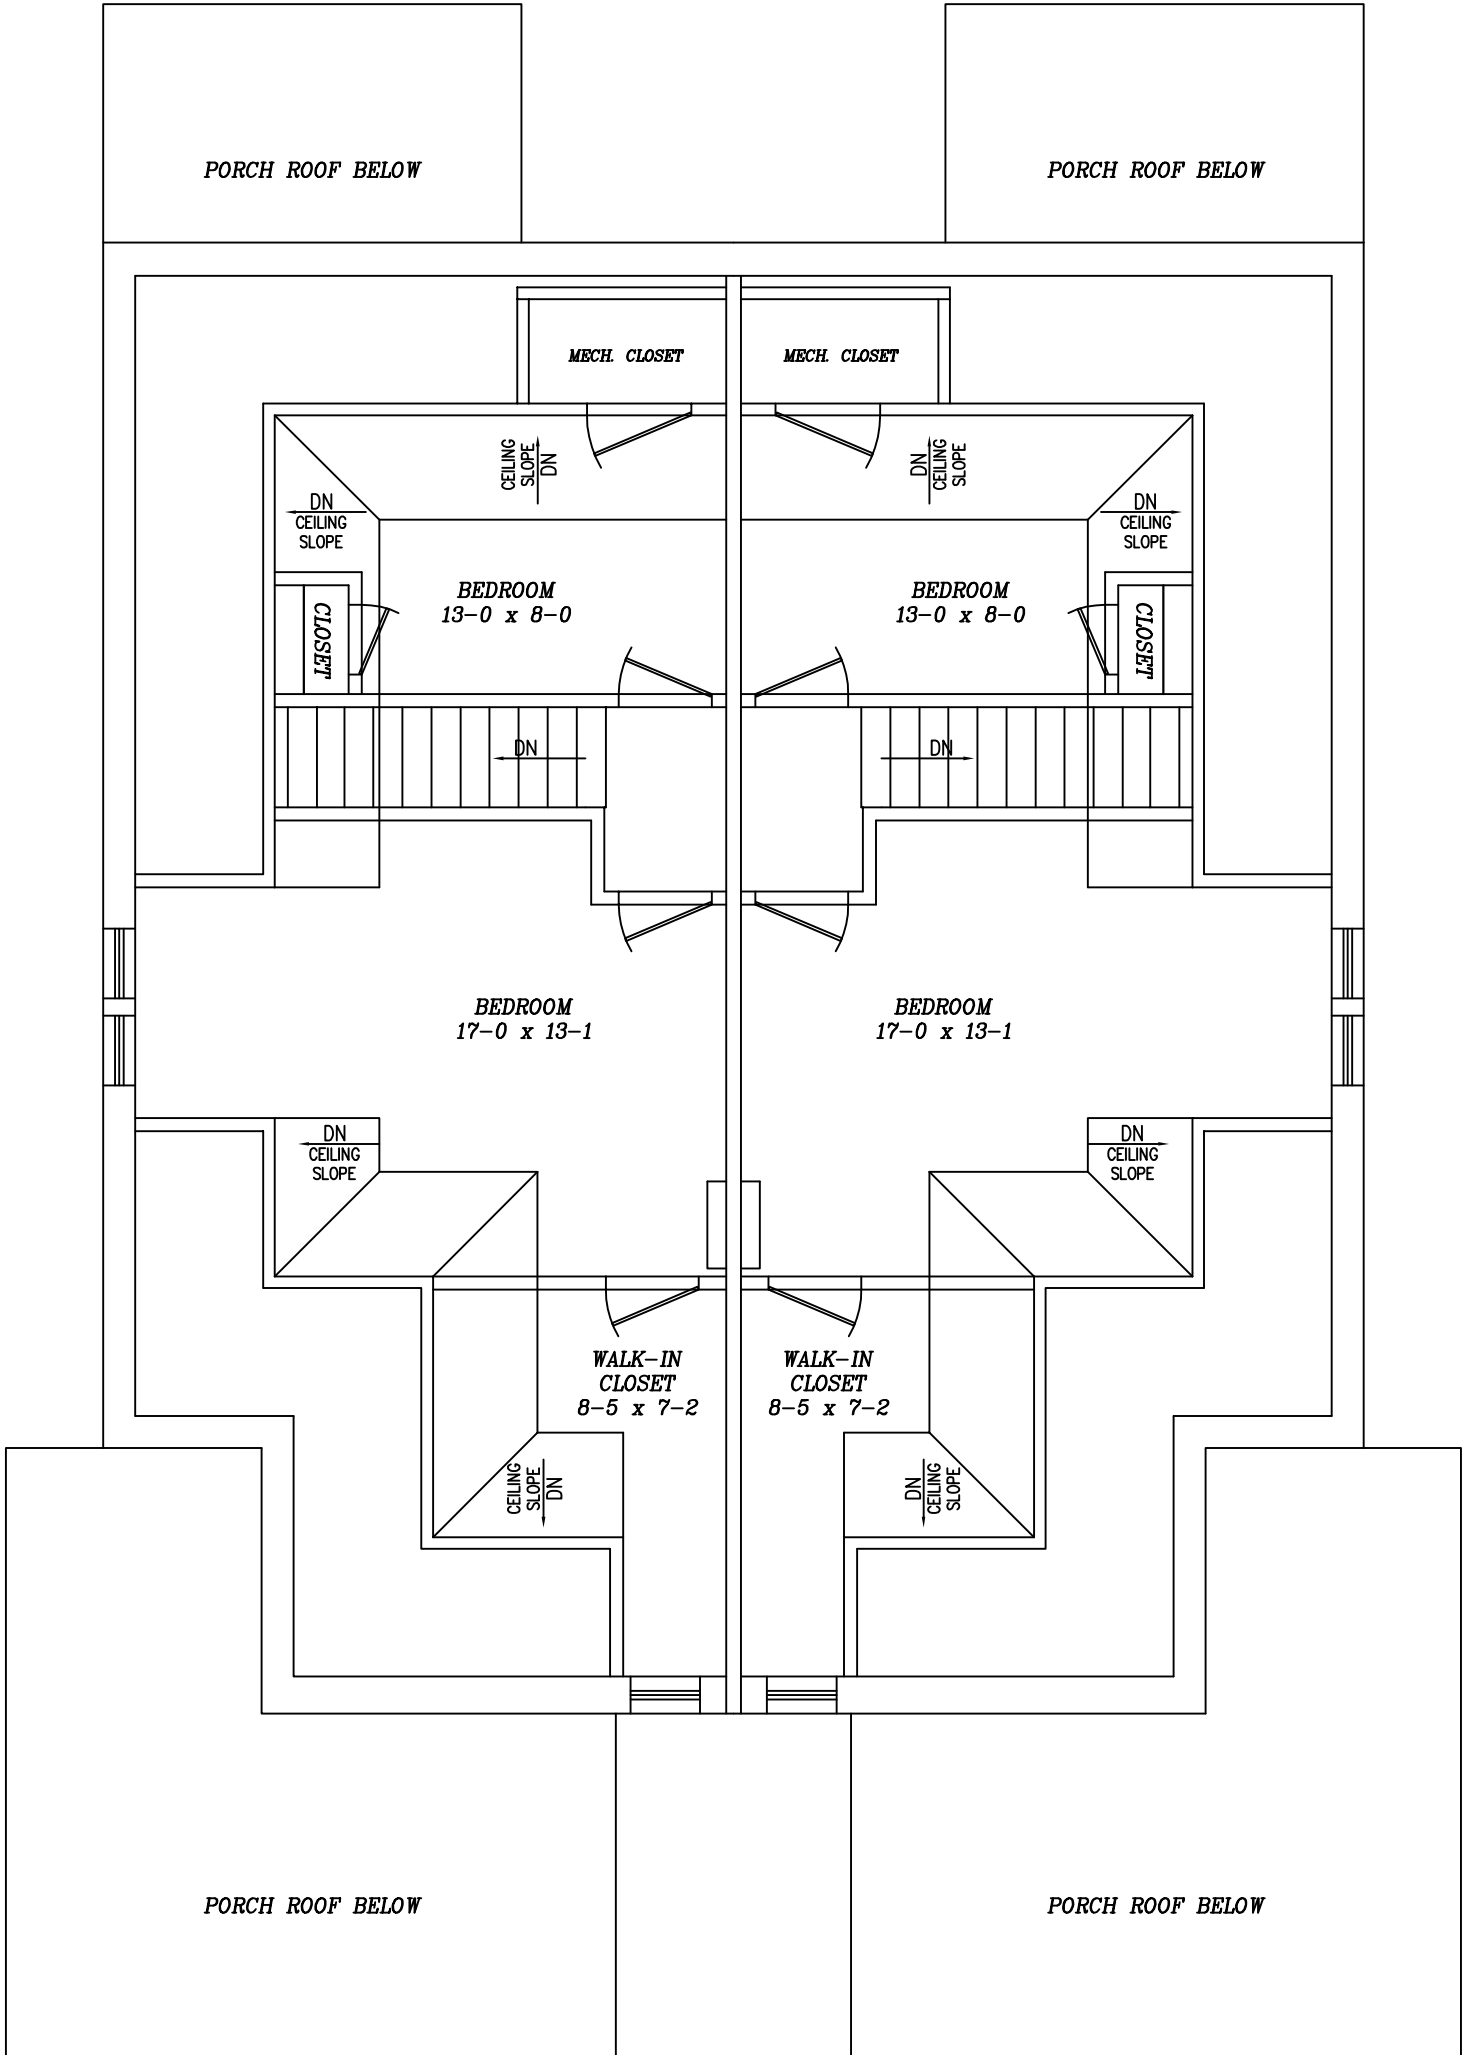 PORCH ROOF BELOW
PORCH ROOF BELOW
MECH. CLOSET
MECH. CLOSET
CEILING
SLOPE
DN
DN
CEILING
SLOPE
DN
CEILING
SLOPE
DN
CEILING
SLOPE
BEDROOM
13-0 x 8-0
BEDROOM
13-0 x 8-0
CLOSET
CLOSET
DN
DN
BEDROOM
17-0 x 13-1
BEDROOM
17-0 x 13-1
DN
CEILING
SLOPE
DN
CEILING
SLOPE
WALK-IN
CLOSET
8-5 x 7-2
WALK-IN
CLOSET
8-5 x 7-2
CEILING
SLOPE
DN
DN
CEILING
SLOPE
PORCH ROOF BELOW
PORCH ROOF BELOW